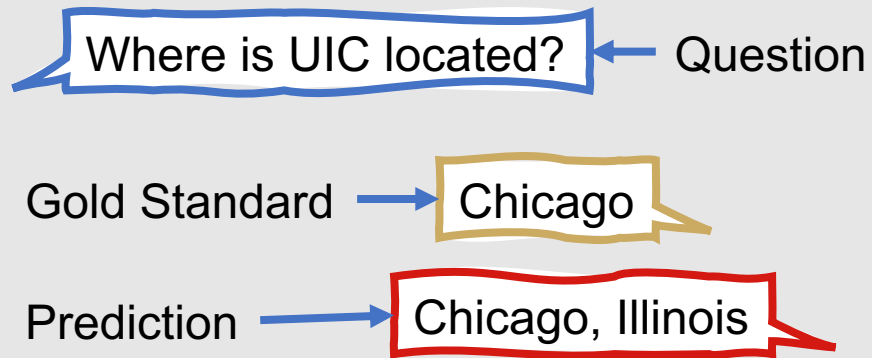 Where is UIC located? Question
Gold Standard Chicago
Prediction Chicago, Illinois